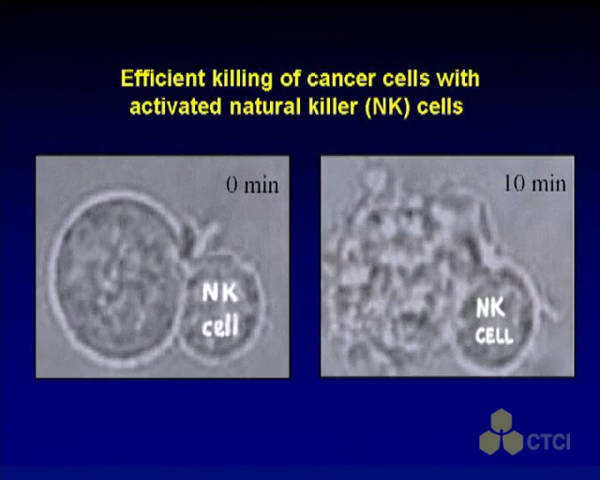 Efficient killing of cancer cells with
activated natural killer (NK) cells
0 min
NK
cell
10 min
NK
CELL
CTCI